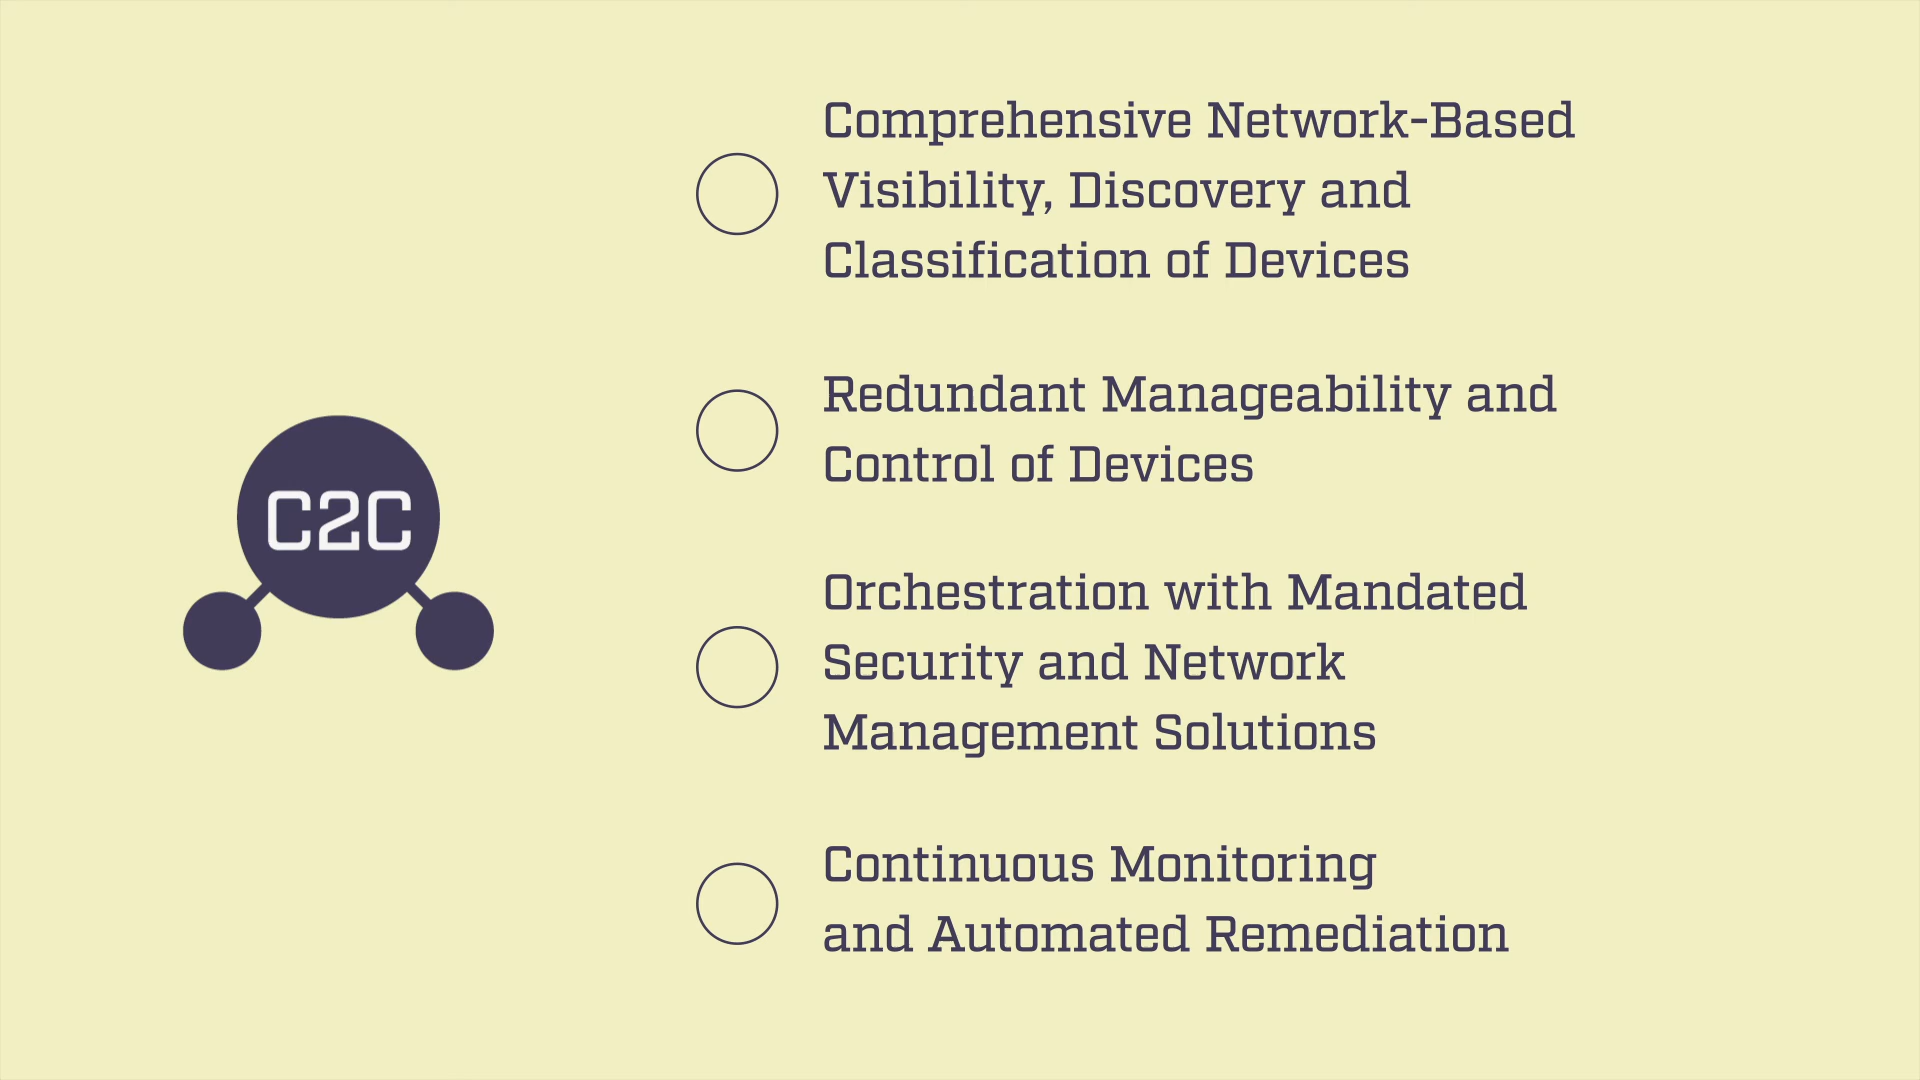 C2C
Comprehensive Network-Based
Visibility, Discovery and
Classification of Devices
Redundant Manageability and
Control of Devices
Orchestration with Mandated
Security and Network
Management Solutions
Continuous Monitoring
and Automated Remediation